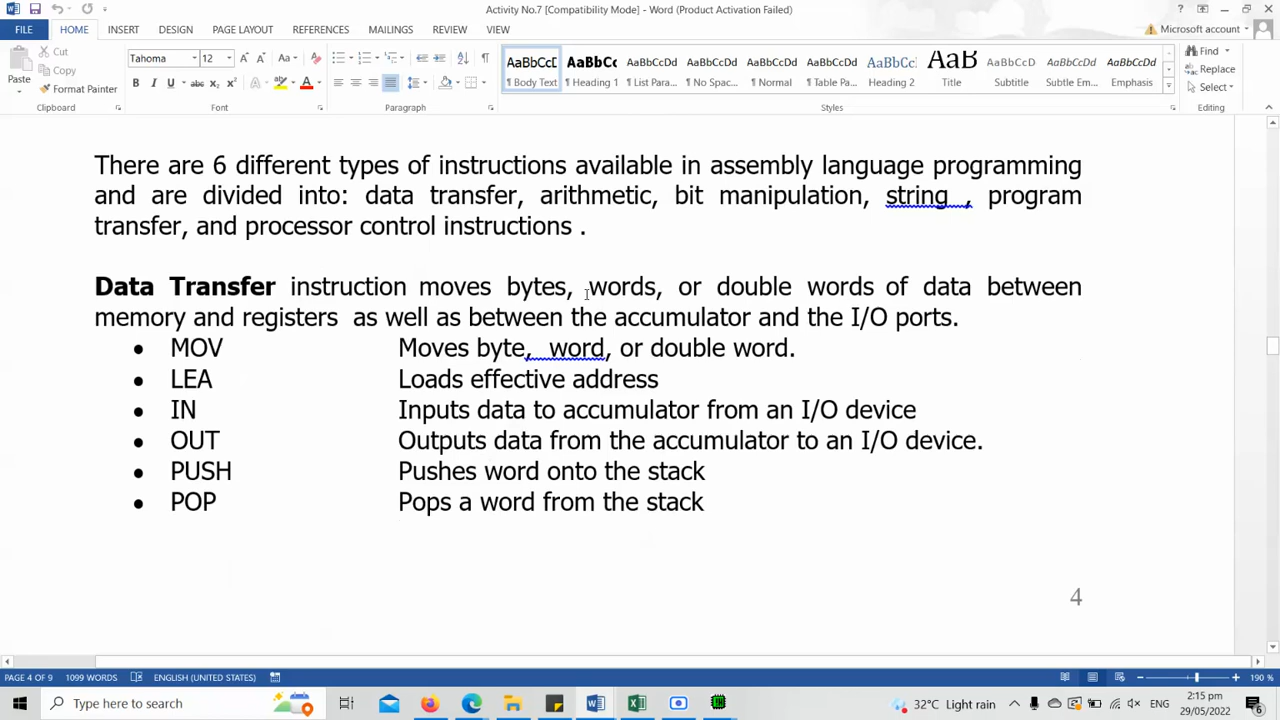 Activity No.7 [Compatibility Mode] - Word (Product Activation Failed)
FILE HOME INSERT DESIGN PAGE LAYOUT REFERENCES MAILINGS REVIEW VIEW Microsoft account
Cut
Copy
Format Painter
Paste
Tahoma 12
AaBbCcD AaBbCc AaBbCcDd AaBbCcDd AaBbCcDd AaBbCcDd AaBbCc AaB AaBbCcD AaBbCcDd AaBbCcDd
¶ Body Text ¶ Heading 1 ¶ List Para... ¶ No Spac... ¶ Normal ¶ Table Pa... Heading 2 Title Subtitle Subtle Em... Emphasis
Find
Replace
Select
Clipboard Font Paragraph Styles Editing
There are 6 different types of instructions available in assembly language programming
and are divided into: data transfer, arithmetic, bit manipulation, string , program
transfer, and processor control instructions .
Data Transfer instruction moves bytes, words, or double words of data between
memory and registers as well as between the accumulator and the I/O ports.
• MOV Moves byte, word, or double word.
• LEA Loads effective address
• IN Inputs data to accumulator from an I/O device
• OUT Outputs data from the accumulator to an I/O device.
• PUSH Pushes word onto the stack
• POP Pops a word from the stack
4
PAGE 4 OF 9 1099 WORDS ENGLISH (UNITED STATES) 190 %
Type here to search 32°C Light rain ENG 2:15 pm
29/05/2022 6